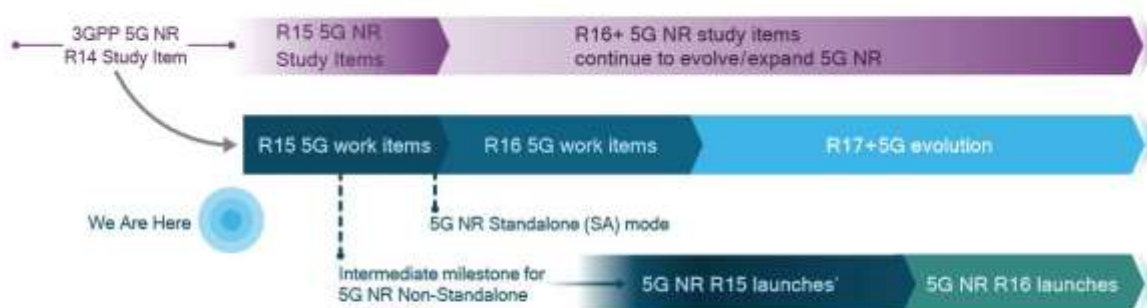 3GPP 5G NR
R14 Study Item
R15 5G NR
Study Items
R16+ 5G NR study items
continue to evolve/expand 5G NR
R15 5G work items
R16 5G work items
R17+5G evolution
We Are Here
5G NR Standalone (SA) mode
Intermediate milestone for
5G NR Non-Standalone
5G NR R15 launches'
5G NR R16 launches